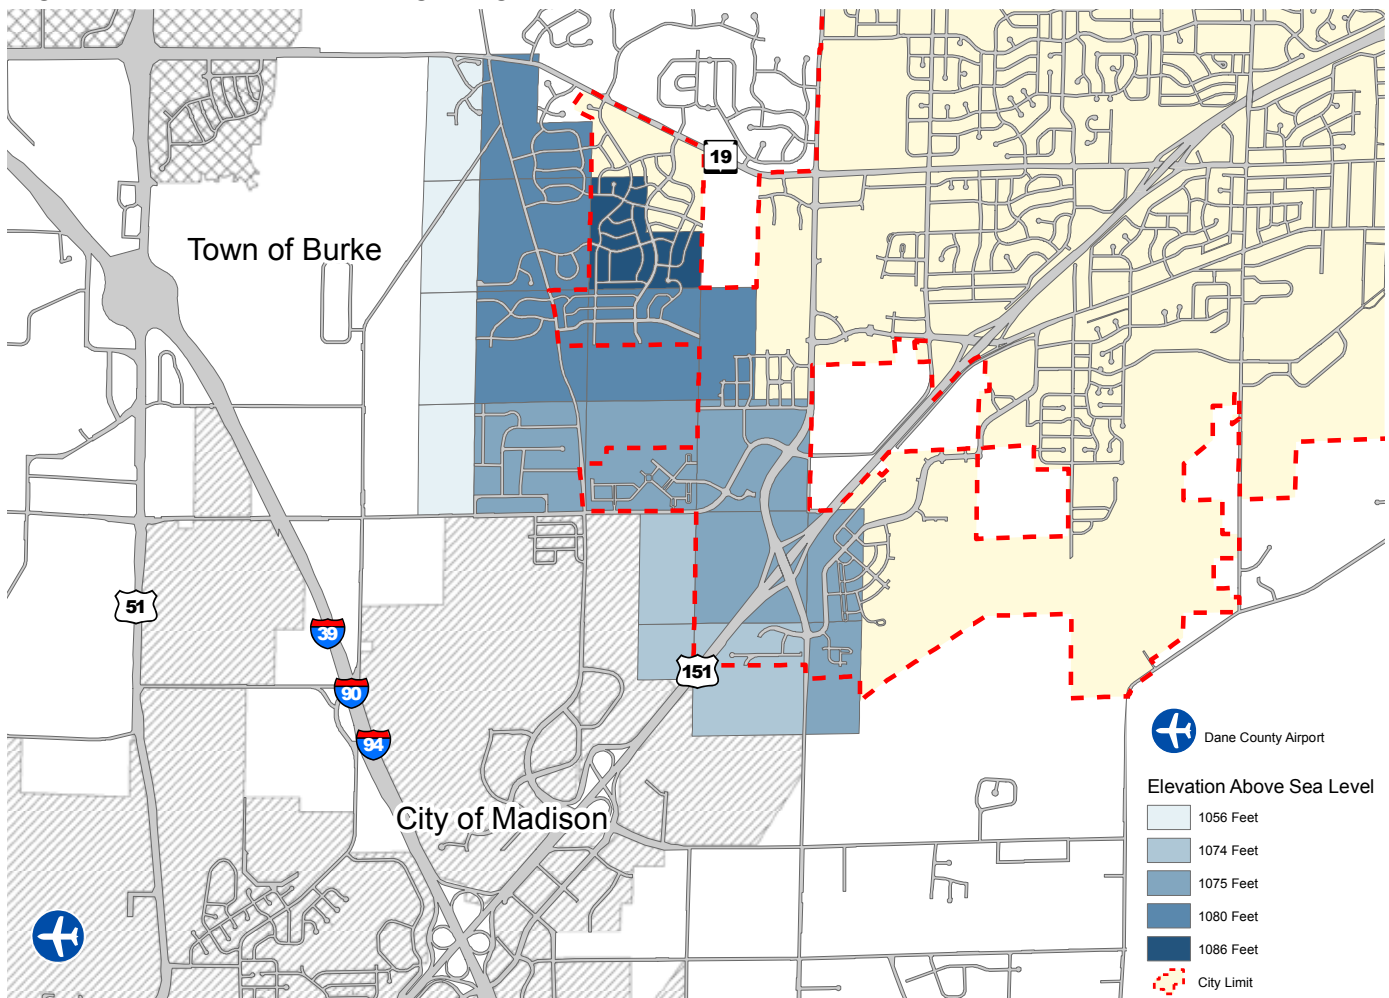 19
Town of Burke
51
39
151
90
94
Dane County Airport
Elevation Above Sea Level
1056 Feet
1074 Feet
City of Madison
1075 Feet
1080 Feet
1086 Feet
City Limit